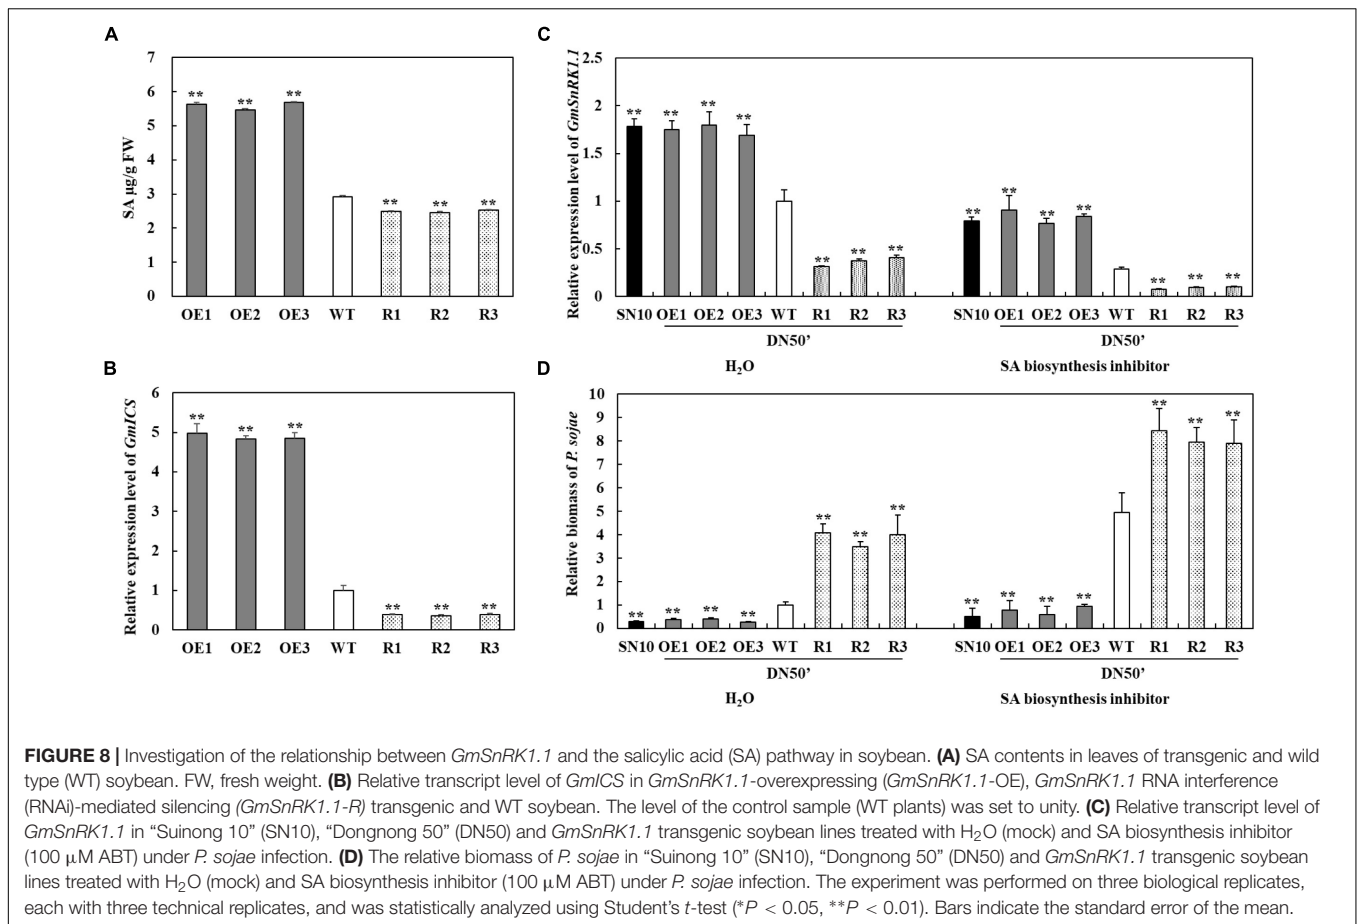 A
SA µg/g FW
7
6
5
4
3
2
1
0
** ** ** ** ** **
OE1 OE2 OE3 WT R1 R2 R3
B
Relative expression level of GmICS
6
5
4
3
2
1
0
** ** ** ** ** **
OE1 OE2 OE3 WT R1 R2 R3
C
Relative expression level of GmSnRK1.1
2.5
2
1.5
1
0.5
0
** ** ** ** ** ** ** ** ** ** ** ** ** **
SN10 OE1 OE2 OE3 WT R1 R2 R3 SN10 OE1 OE2 OE3 WT R1 R2 R3
DN50’ DN50’
H2O SA biosynthesis inhibitor
D
Relative biomass of P. sojae
10
9
8
7
6
5
4
3
2
1
0
** ** ** ** ** ** ** ** ** ** ** ** ** **
SN10 OE1 OE2 OE3 WT R1 R2 R3 SN10 OE1 OE2 OE3 WT R1 R2 R3
DN50’ DN50’
H2O SA biosynthesis inhibitor
FIGURE 8 | Investigation of the relationship between GmSnRK1.1 and the salicylic acid (SA) pathway in soybean. (A) SA contents in leaves of transgenic and wild
type (WT) soybean. FW, fresh weight. (B) Relative transcript level of GmICS in GmSnRK1.1-overexpressing (GmSnRK1.1-OE), GmSnRK1.1 RNA interference
(RNAi)-mediated silencing (GmSnRK1.1-R) transgenic and WT soybean. The level of the control sample (WT plants) was set to unity. (C) Relative transcript level of
GmSnRK1.1 in “Suinong 10” (SN10), “Dongnong 50” (DN50) and GmSnRK1.1 transgenic soybean lines treated with H2O (mock) and SA biosynthesis inhibitor
(100 µM ABT) under P. sojae infection. (D) The relative biomass of P. sojae in “Suinong 10” (SN10), “Dongnong 50” (DN50) and GmSnRK1.1 transgenic soybean
lines treated with H2O (mock) and SA biosynthesis inhibitor (100 µM ABT) under P. sojae infection. The experiment was performed on three biological replicates,
each with three technical replicates, and was statistically analyzed using Student’s t-test (*P < 0.05, **P < 0.01). Bars indicate the standard error of the mean.